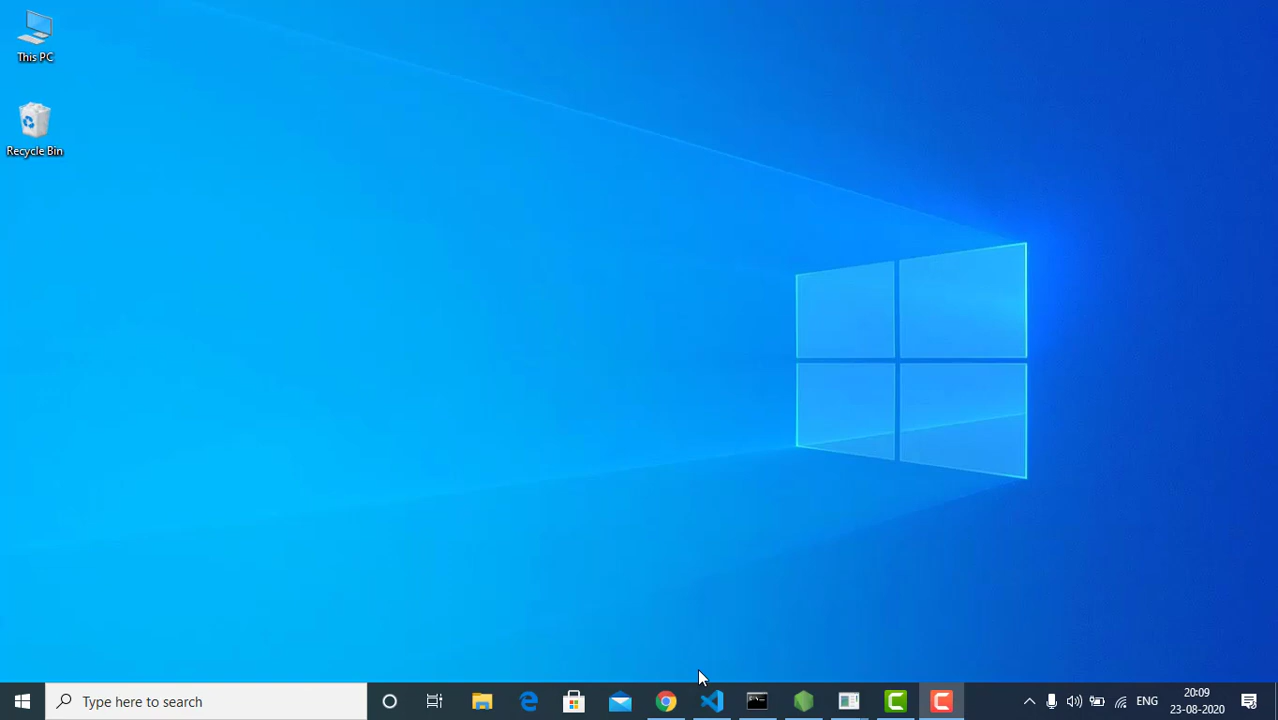 This PC
Recycle Bin
Type here to search
ENG
20:09
23-08-2020